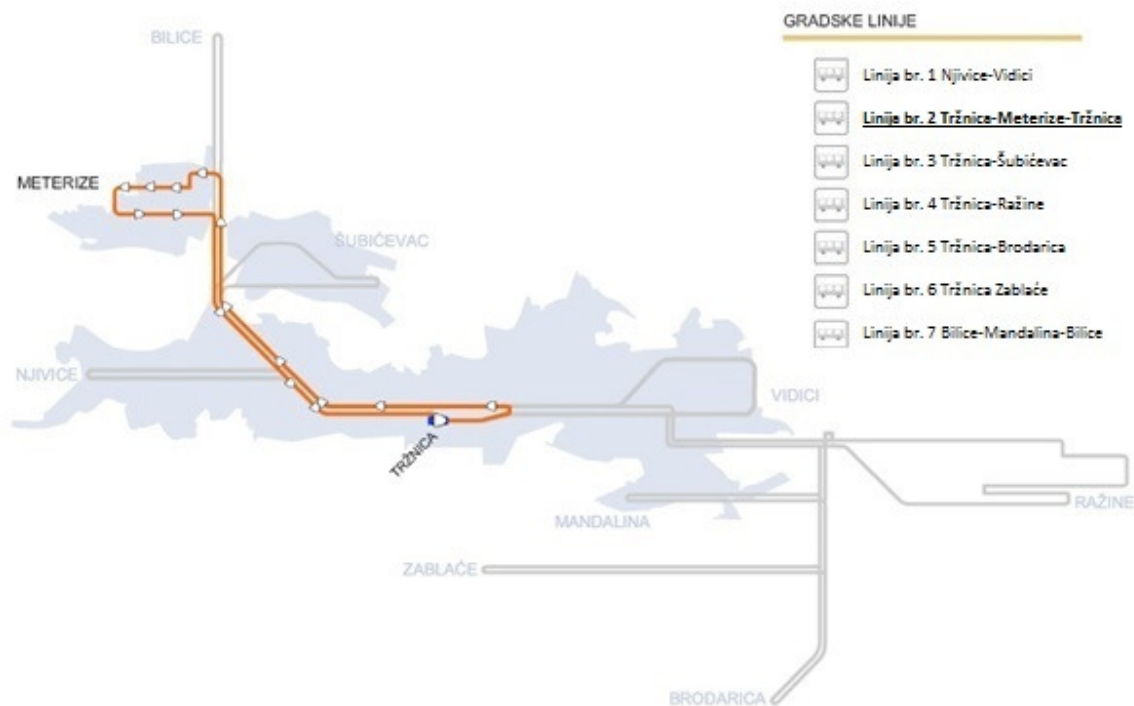 GRADSKE LINIJE
Linija br. 1 Njivice-Vidici
Linija br. 2 Tržnica-Meterize-Tržnica
Linija br. 3 Tržnica-Šubićevac
Linija br. 4 Tržnica-Ražine
Linija br. 5 Tržnica-Brodarica
Linija br. 6 Tržnica Zablaće
Linija br. 7 Bilice-Mandalina-Bilice
BILICE
METERIZE
ŠUBIĆEVAC
NJIVICE
VIDICI
TRŽNICA
MANDALINA
RAŽINE
ZABLAĆE
BRODARICA